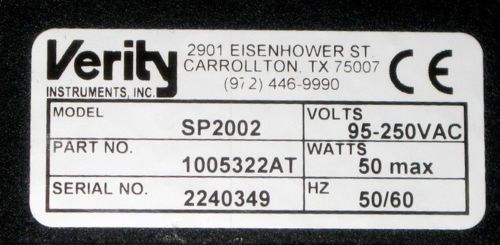 Verity
INSTRUMENTS, INC.
2901 EISENHOWER ST.
CARROLLTON, TX 75007
(972) 446-9990
CE
MODEL
SP2002
VOLTS
95-250VAC
PART NO.
1005322AT
WATTS
50 max
SERIAL NO.
2240349
HZ
50/60